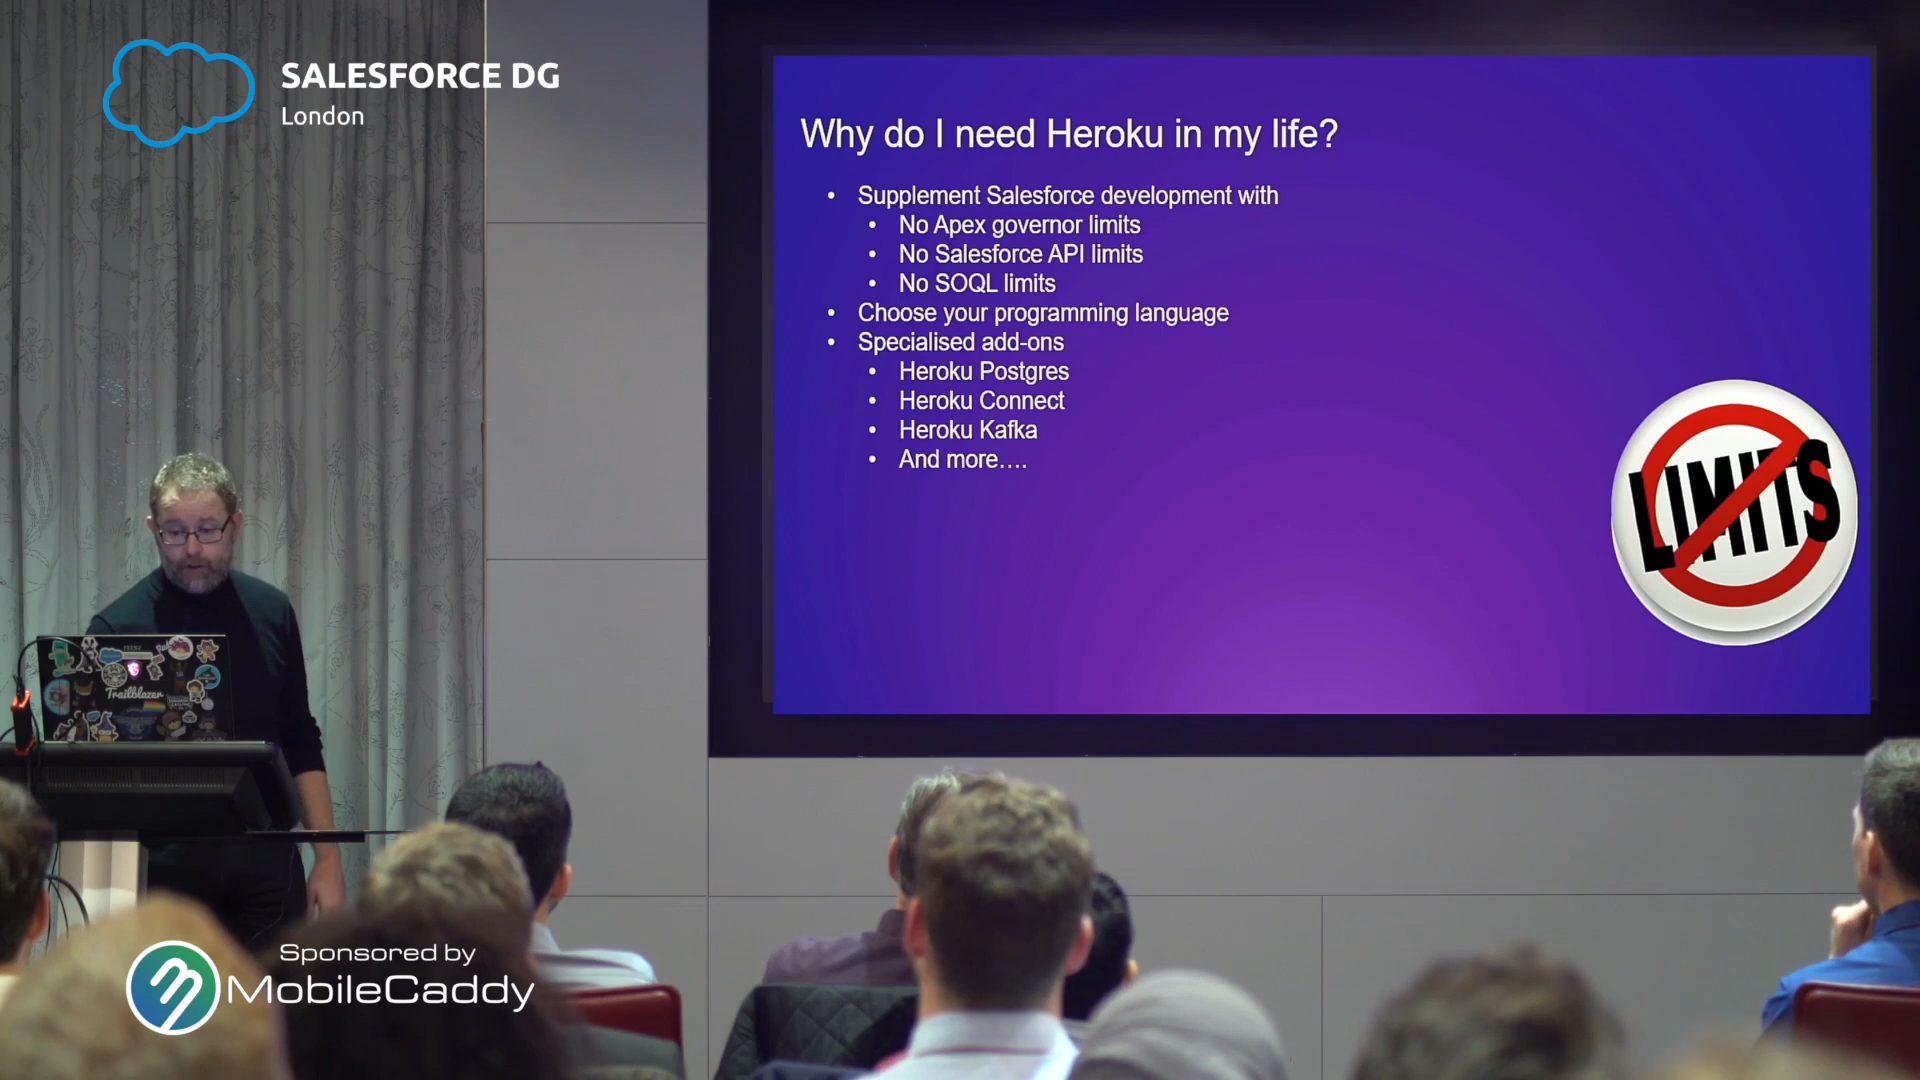 SALESFORCE DG
London
Why do I need Heroku in my life?
• Supplement Salesforce development with
• No Apex governor limits
• No Salesforce API limits
• No SOQL limits
• Choose your programming language
• Specialised add-ons
• Heroku Postgres
• Heroku Connect
• Heroku Kafka
• And more....
LIMITS
Trailblazer
Sponsored by
MobileCaddy